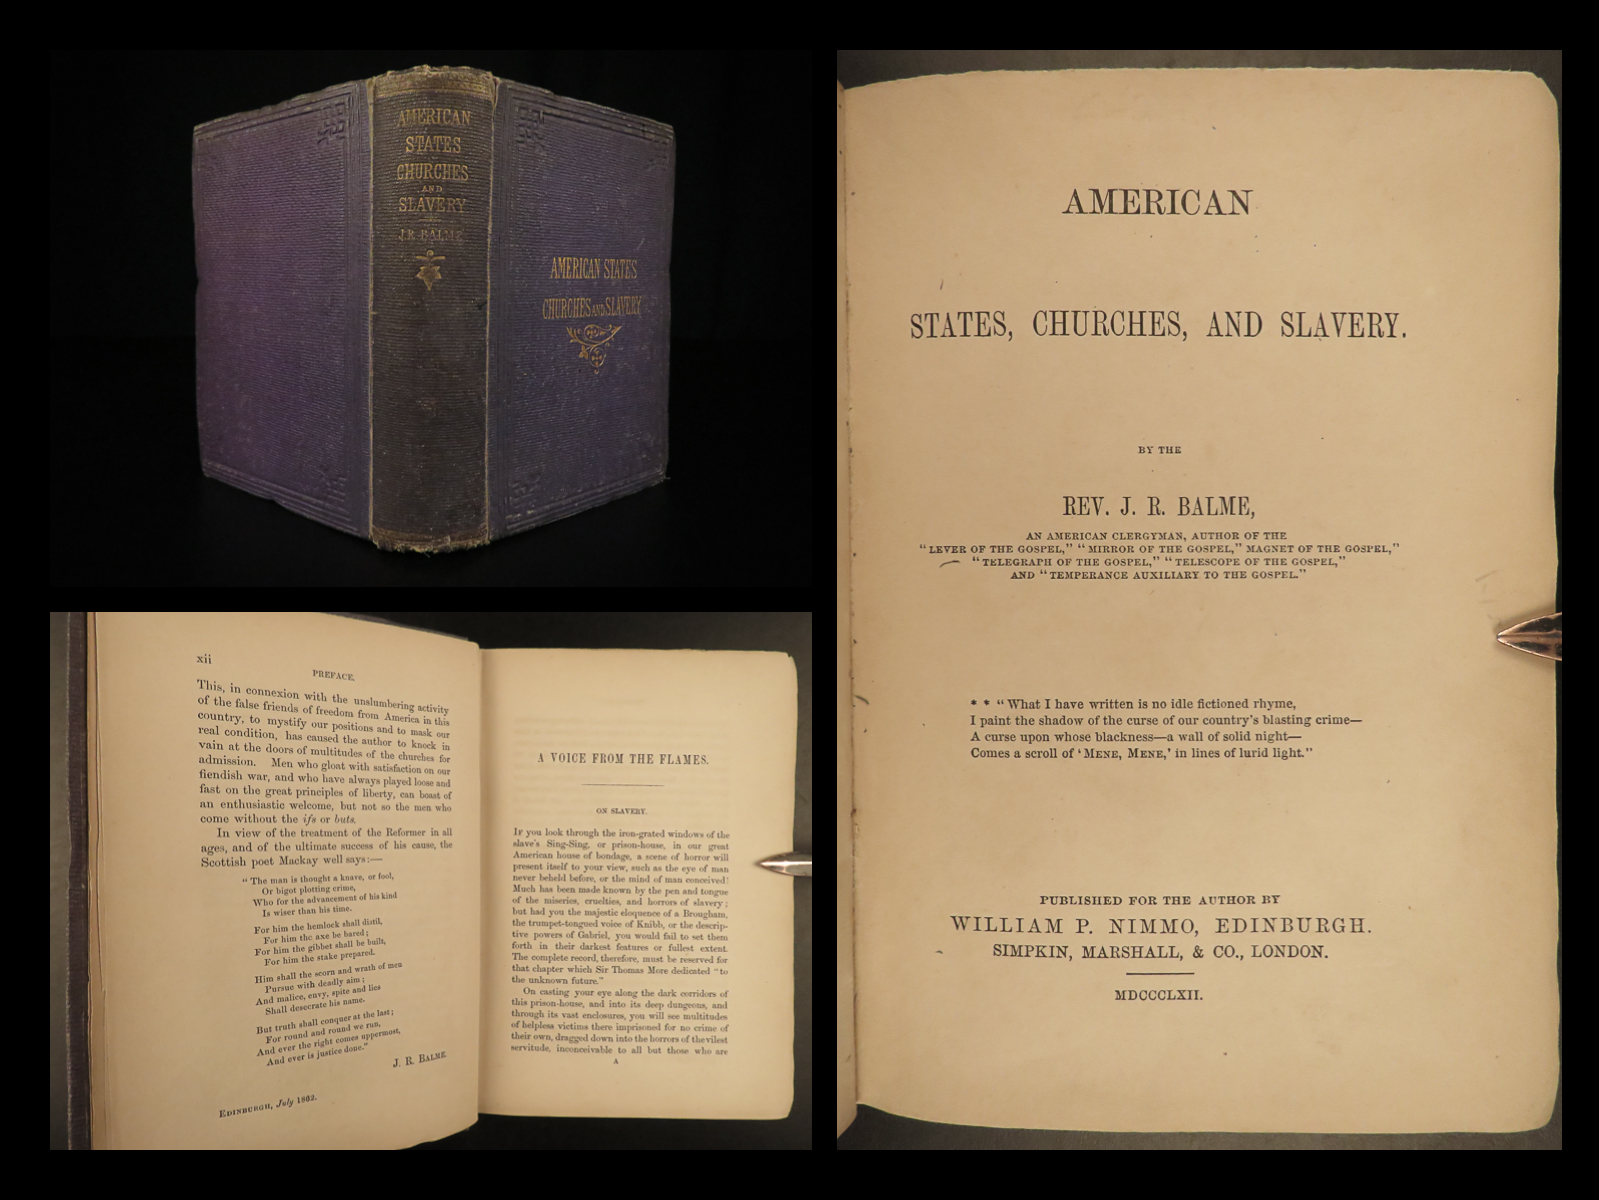 AMERICAN
STATES
CHURCHES
AND
SLAVERY
J.R. BALME
AMERICAN STATES
CHURCHES AND SLAVERY
AMERICAN
STATES, CHURCHES, AND SLAVERY.
BY THE
REV. J. R. BALME,
AN AMERICAN CLERGYMAN, AUTHOR OF THE
"LEVER OF THE GOSPEL," "MIRROR OF THE GOSPEL," MAGNET OF THE GOSPEL,"
"TELEGRAPH OF THE GOSPEL," "TELESCOPE OF THE GOSPEL,"
AND "TEMPERANCE AUXILIARY TO THE GOSPEL."
* * "What I have written is no idle fictioned rhyme,
I paint the shadow of the curse of our country's blasting crime—
A curse upon whose blackness—a wall of solid night—
Comes a scroll of 'MENE, MENE,' in lines of lurid light."
PUBLISHED FOR THE AUTHOR BY
WILLIAM P. NIMMO, EDINBURGH.
SIMPKIN, MARSHALL, & CO., LONDON.
MDCCCLXII.
xii
PREFACE.
This, in connexion with the unslumbering activity
of the false friends of freedom from America in this
country, to mystify our positions and to mask our
real condition, has caused the author to knock in
vain at the doors of multitudes of the churches for
admission. Men who gloat with satisfaction on our
fiendish war, and who have always played loose and
fast on the great principles of liberty, can boast of
an enthusiastic welcome, but not so the men who
come without the ifs or buts.
In view of the treatment of the Reformer in all
ages, and of the ultimate success of his cause, the
Scottish poet Mackay well says:—
"The man is thought a knave, or fool,
Or bigot plotting crime,
Who for the advancement of his kind
Is wiser than his time.
For him the hemlock shall distil,
For him the axe be bared;
For him the gibbet shall be built,
For him the stake prepared.
Him shall the scorn and wrath of men
Pursue with deadly aim;
And malice, envy, spite and lies
Shall desecrate his name.
But truth shall conquer at the last;
For round and round we run,
And ever the right comes uppermost,
And ever is justice done."
J. R. BALME.
EDINBURGH, July 1862.
A VOICE FROM THE FLAMES.
ON SLAVERY.
IF you look through the iron-grated windows of the
slave's Sing-Sing, or prison-house, in our great
American house of bondage, a scene of horror will
present itself to your view, such as the eye of man
never beheld before, or the mind of man conceived!
Much has been made known by the pen and tongue
of the miseries, cruelties, and horrors of slavery;
but had you the majestic eloquence of a Brougham,
the trumpet-tongued voice of Knibb, or the descrip-
tive powers of Gabriel, you would fail to set them
forth in their darkest features or fullest extent.
The complete record, therefore, must be reserved for
that chapter which Sir Thomas More dedicated "to
the unknown future."
On casting your eye along the dark corridors of
this prison-house, and into its deep dungeons, and
through its vast enclosures, you will see multitudes
of helpless victims there imprisoned for no crime of
their own, dragged down into the horrors of the vilest
servitude, inconceivable to all but those who are
A